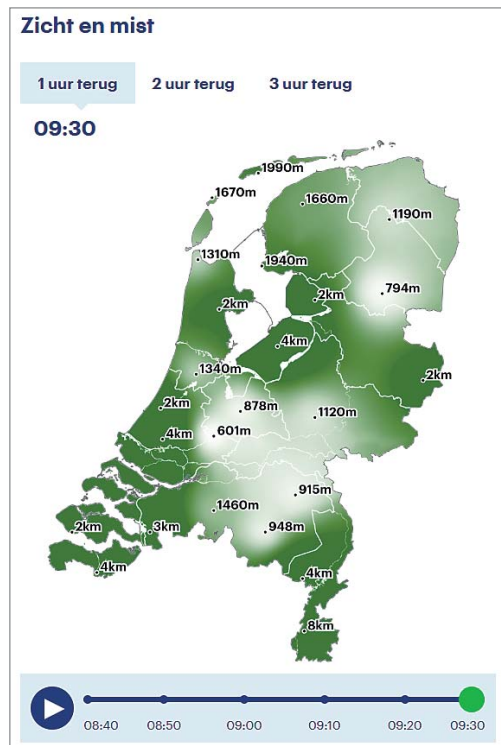 Zicht en mist
1 uur terug 2 uur terug 3 uur terug
09:30
1990m
1670m
1660m
1190m
1310m
1940m
794m
2km
2km
4km
1340m
2km
2km
878m
1120m
601m
4km
915m
1460m
948m
2km
3km
4km
4km
8km
08:40 08:50 09:00 09:10 09:20 09:30